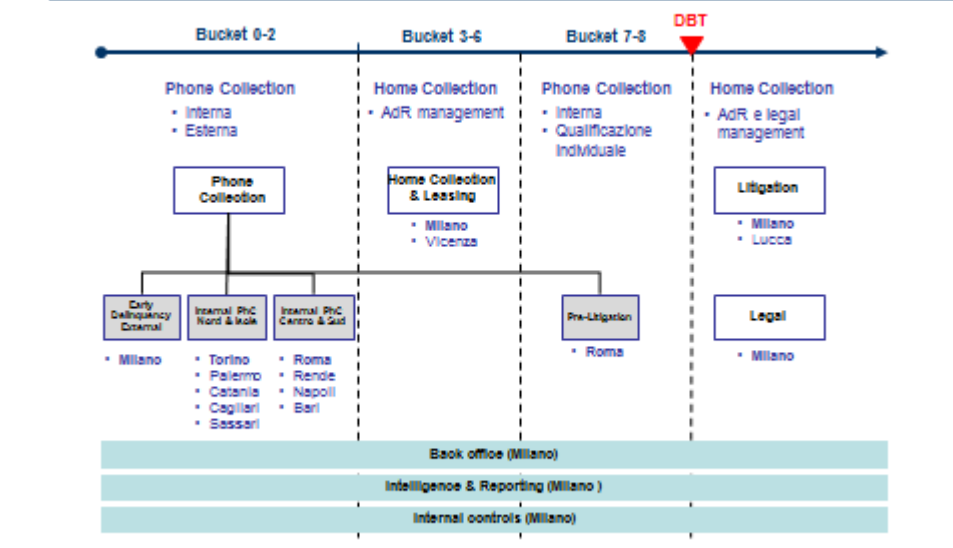 DBT
Bucket 0-2
Bucket 3-6
Bucket 7-8
Phone Collection
• Interna
• Esterna
Home Collection
• AdR management
Phone Collection
• Interna
• Qualificazione
Individuale
Home Collection
• AdR e legal
management
Phone
Collection
Home Collection
& Leasing
• Milano
• Vicenza
Litigation
• Milano
• Lucca
Early
Delinquency
External
• Milano
Internal PhC
Nord & Isole
• Torino
• Palermo
• Catania
• Cagliari
• Sassari
Internal PhC
Centro & Sud
• Roma
• Rende
• Napoli
• Bari
Pre-Litigation
• Roma
Legal
• Milano
Back office (Milano)
Intelligence & Reporting (Milano )
Internal controls (Milano)